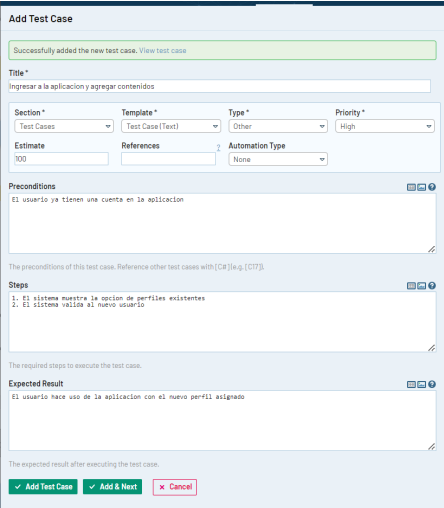 Add Test Case
Successfully added the new test case. View test case
Title *
Ingresar a la aplicacion y agregar contenidos
Section * Template * Type * Priority *
Test Cases Test Case (Text) Other High
Estimate References ? Automation Type
100 None
Preconditions
El usuario ya tienen una cuenta en la aplicacion
The preconditions of this test case. Reference other test cases with [C#] (e.g. [C17]).
Steps
1. El sistema muestra la opcion de perfiles existentes
2. El sistema valida al nuevo usuario
The required steps to execute the test case.
Expected Result
El usuario hace uso de la aplicacion con el nuevo perfil asignado
The expected result after executing the test case.
Add Test Case Add & Next Cancel